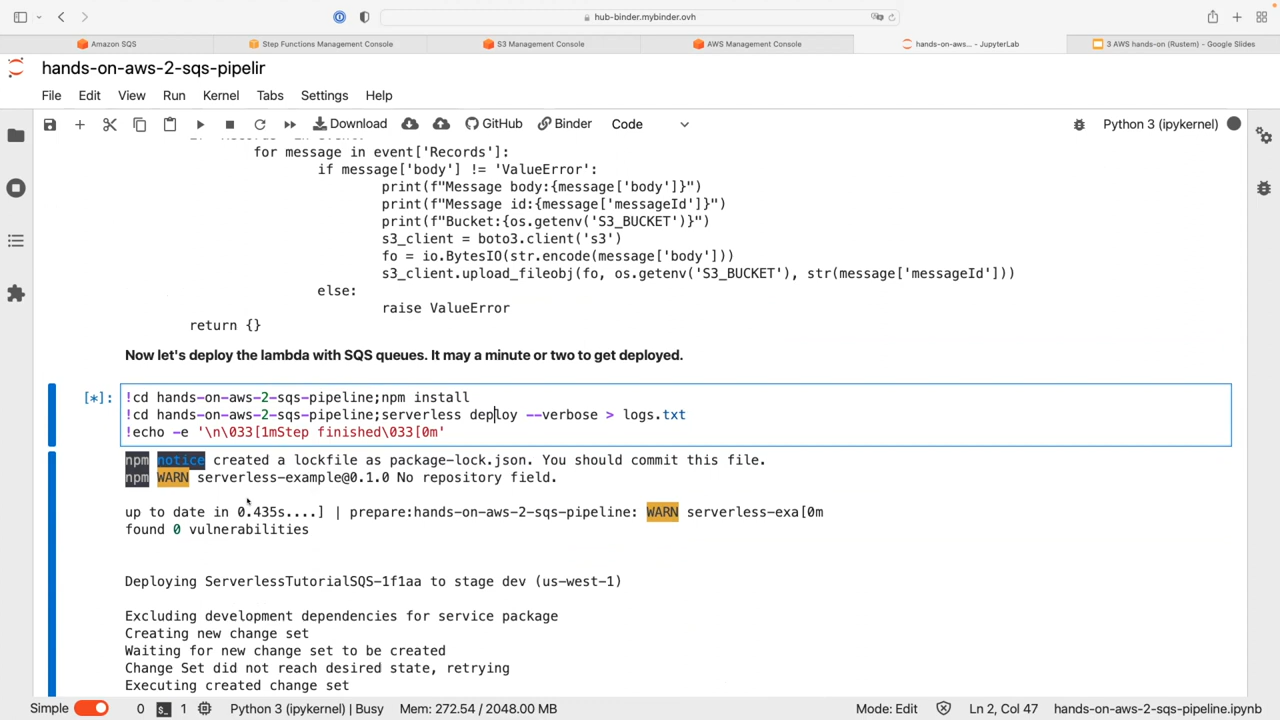 hub-binder.mybinder.ovh
Amazon SQS
Step Functions Management Console
S3 Management Console
AWS Management Console
hands-on-aws... - JupyterLab
3 AWS hands-on (Rustem) - Google Slides
hands-on-aws-2-sqs-pipelir
File Edit View Run Kernel Tabs Settings Help
Download GitHub Binder Code Python 3 (ipykernel)
for message in event['Records']:
if message['body'] != 'ValueError':
print(f"Message body:{message['body']}")
print(f"Message id:{message['messageId']}")
print(f"Bucket:{os.getenv('S3_BUCKET')}")
s3_client = boto3.client('s3')
fo = io.BytesIO(str.encode(message['body']))
s3_client.upload_fileobj(fo, os.getenv('S3_BUCKET'), str(message['messageId']))
else:
raise ValueError
return {}
Now let's deploy the lambda with SQS queues. It may a minute or two to get deployed.
[*]: !cd hands-on-aws-2-sqs-pipeline;npm install
!cd hands-on-aws-2-sqs-pipeline;serverless deploy --verbose > logs.txt
!echo -e '\n\033[1mStep finished\033[0m'
npm notice created a lockfile as package-lock.json. You should commit this file.
npm WARN serverless-example@0.1.0 No repository field.
up to date in 0.435s....] | prepare:hands-on-aws-2-sqs-pipeline: WARN serverless-exa[0m
found 0 vulnerabilities
Deploying ServerlessTutorialSQS-1f1aa to stage dev (us-west-1)
Excluding development dependencies for service package
Creating new change set
Waiting for new change set to be created
Change Set did not reach desired state, retrying
Executing created change set
Simple 0 1 Python 3 (ipykernel) | Busy Mem: 272.54 / 2048.00 MB Mode: Edit Ln 2, Col 47 hands-on-aws-2-sqs-pipeline.ipynb